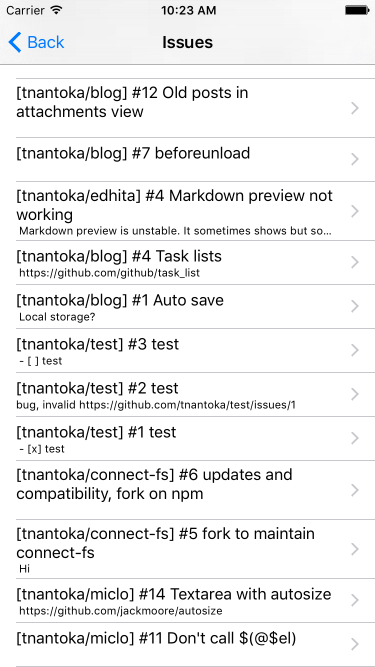 Carrier 10:23 AM
Back Issues
[tnantoka/blog] #12 Old posts in
attachments view
[tnantoka/blog] #7 beforeunload
[tnantoka/edhita] #4 Markdown preview not
working
Markdown preview is unstable. It sometimes shows but so...
[tnantoka/blog] #4 Task lists
https://github.com/github/task_list
[tnantoka/blog] #1 Auto save
Local storage?
[tnantoka/test] #3 test
- [ ] test
[tnantoka/test] #2 test
bug, invalid https://github.com/tnantoka/test/issues/1
[tnantoka/test] #1 test
- [x] test
[tnantoka/connect-fs] #6 updates and
compatibility, fork on npm
[tnantoka/connect-fs] #5 fork to maintain
connect-fs
Hi
[tnantoka/miclo] #14 Textarea with autosize
https://github.com/jackmoore/autosize
[tnantoka/miclo] #11 Don't call $(@$el)